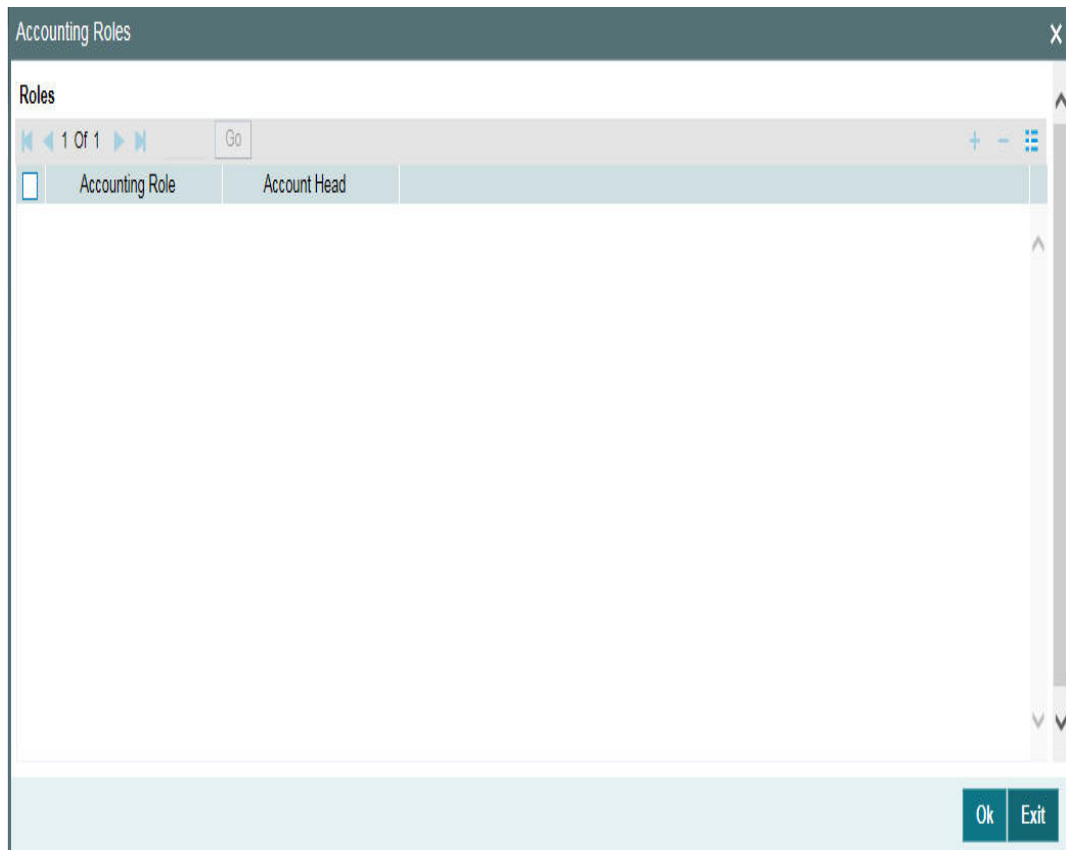 Accounting Roles X
Roles
1 Of 1 Go
Accounting Role Account Head
Ok Exit